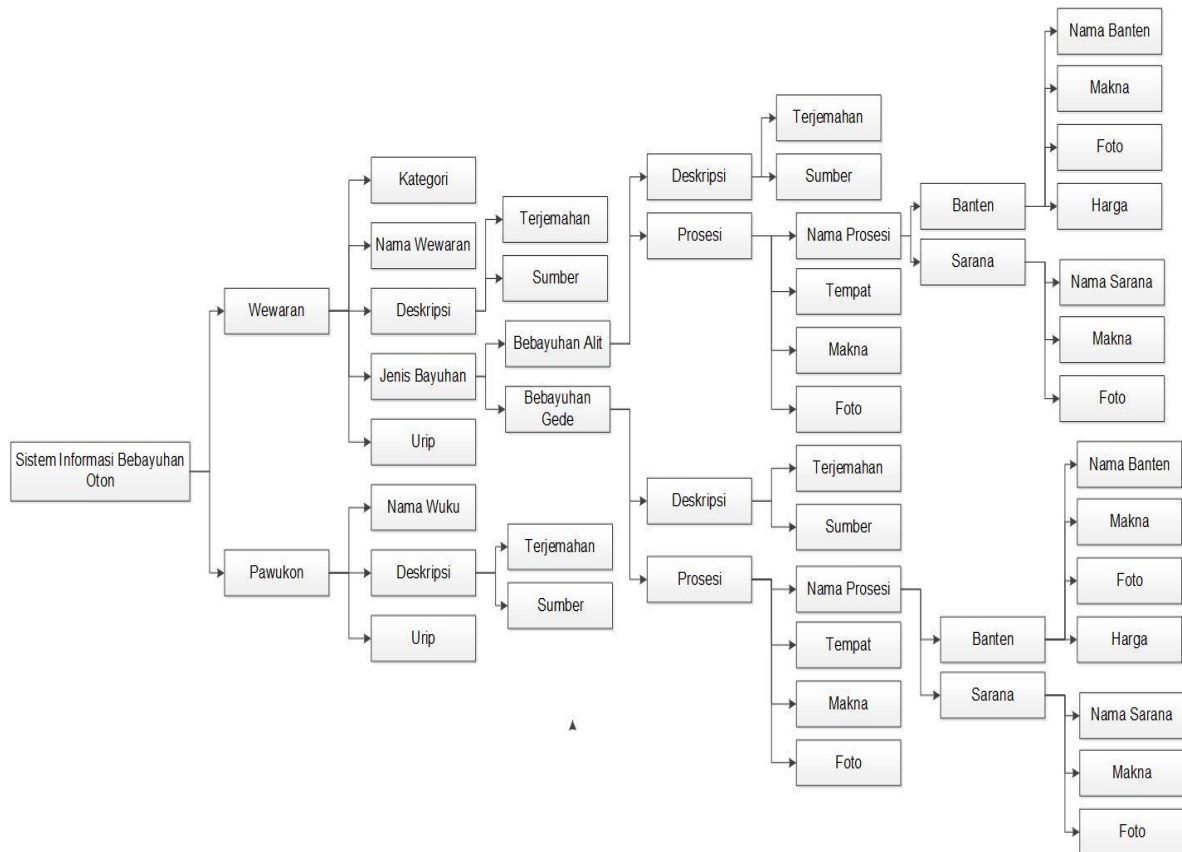 Sistem Informasi Bebayuhan
Oton
Wewaran
Kategori
Nama Wewaran
Deskripsi
Terjemahan
Sumber
Jenis Bayuhan
Bebayuhan Alit
Deskripsi
Terjemahan
Sumber
Prosesi
Nama Prosesi
Banten
Nama Banten
Makna
Foto
Harga
Sarana
Nama Sarana
Makna
Foto
Tempat
Makna
Foto
Bebayuhan
Gede
Deskripsi
Terjemahan
Sumber
Prosesi
Nama Prosesi
Banten
Nama Banten
Makna
Foto
Harga
Sarana
Nama Sarana
Makna
Foto
Tempat
Makna
Foto
Urip
Pawukon
Nama Wuku
Deskripsi
Terjemahan
Sumber
Urip